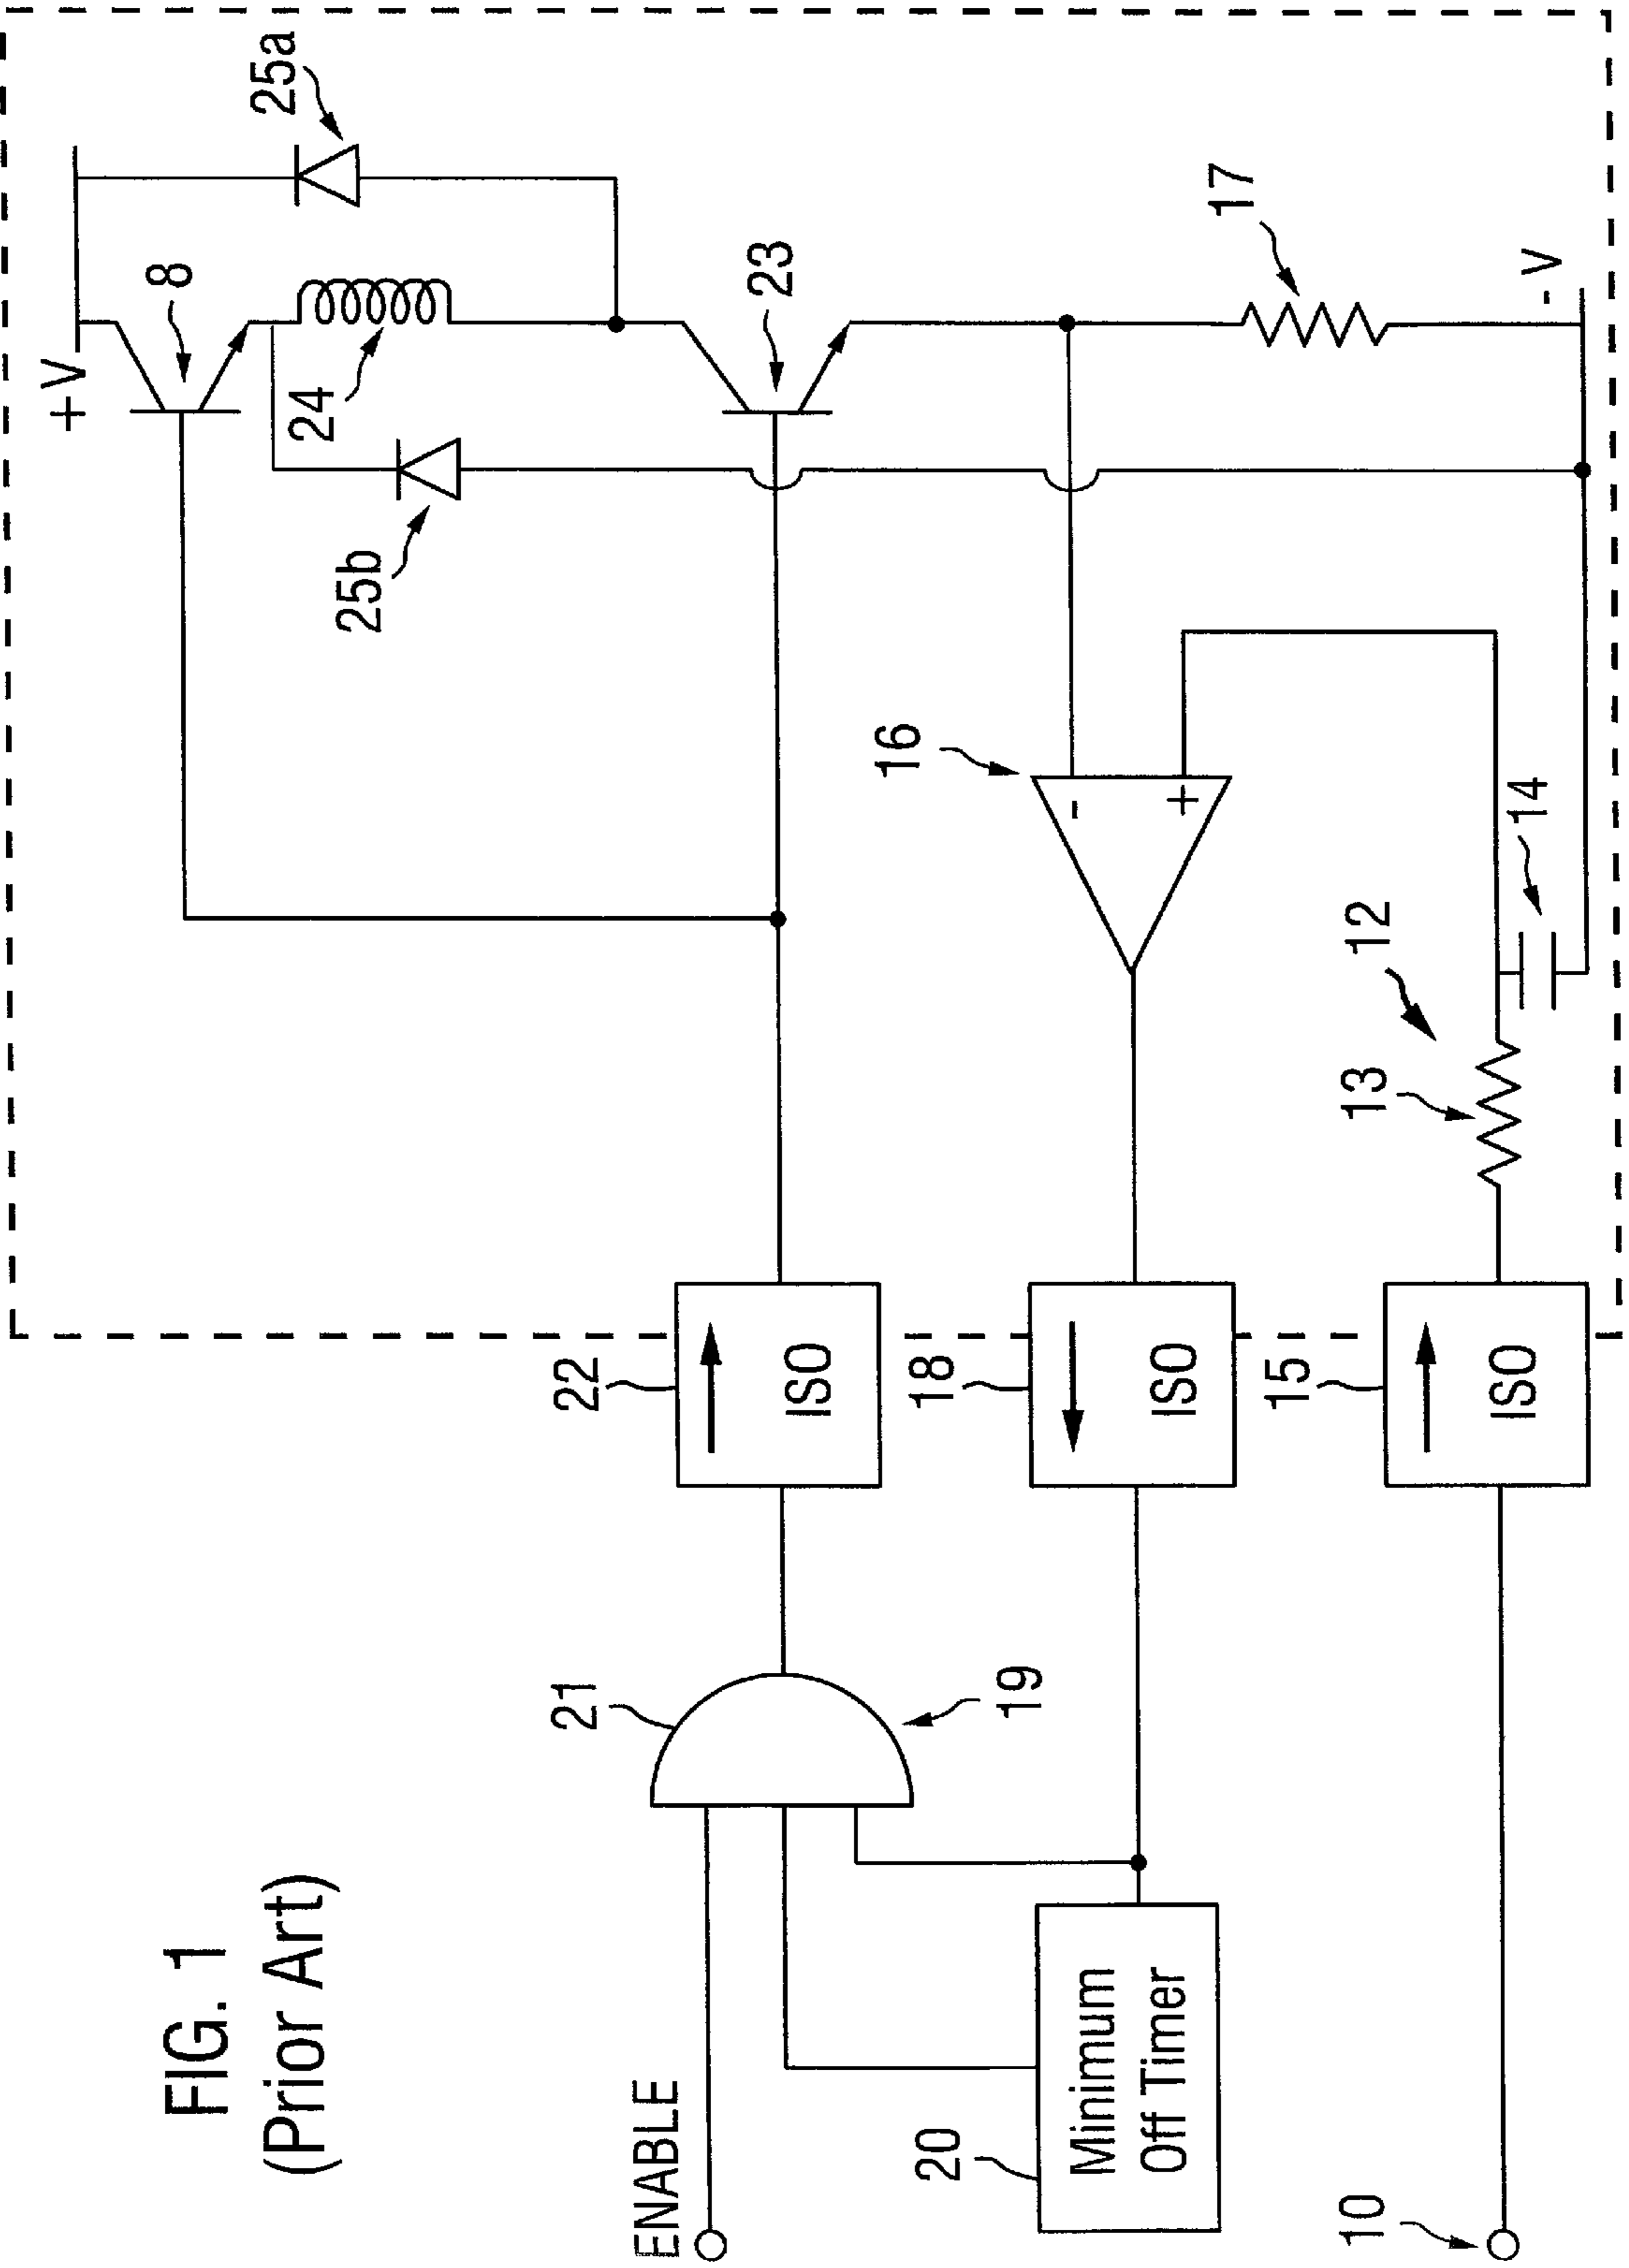 FIG. 1
(Prior Art)
+V
8
24
25a
25b
23
17
-V
16
-
+
14
12
13
22
ISO
18
ISO
15
ISO
21
19
ENABLE
20
Minimum
Off Timer
10